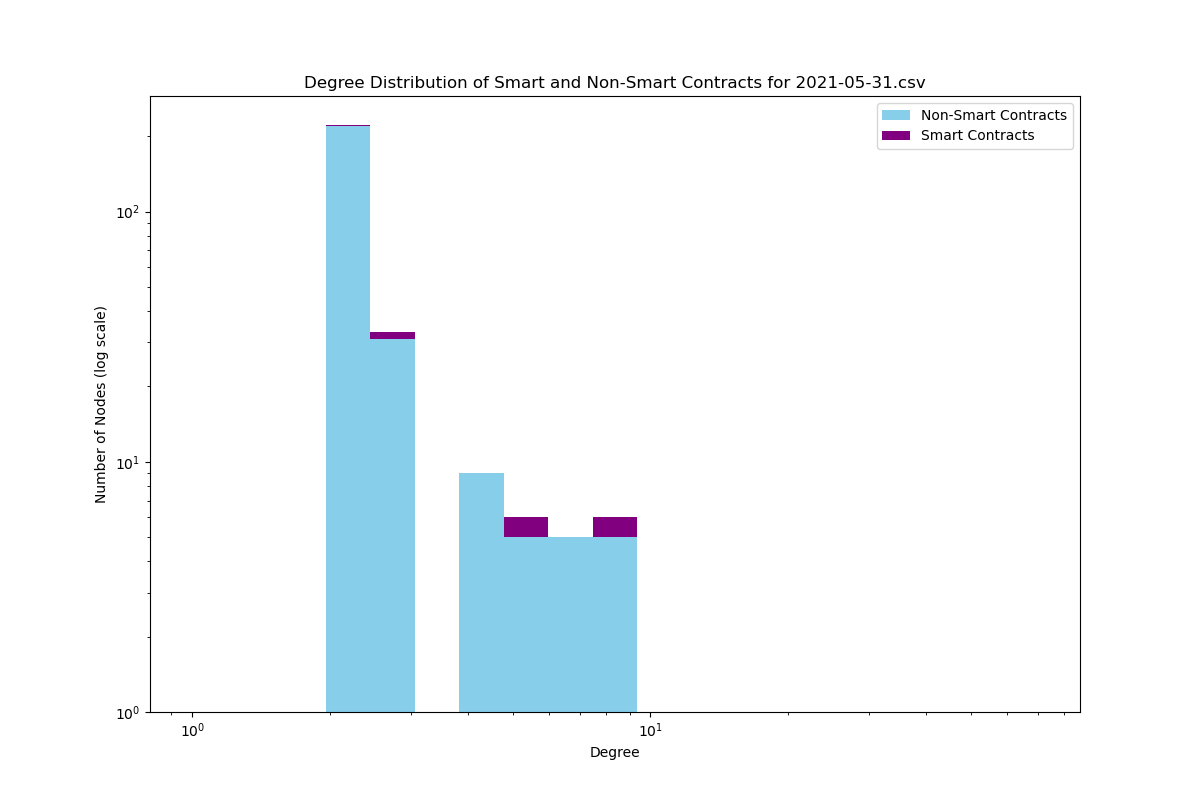 Degree Distribution of Smart and Non-Smart Contracts for 2021-05-31.csv
Non-Smart Contracts
Smart Contracts
Number of Nodes (log scale)
10²
10¹
10⁰
10⁰ 10¹
Degree